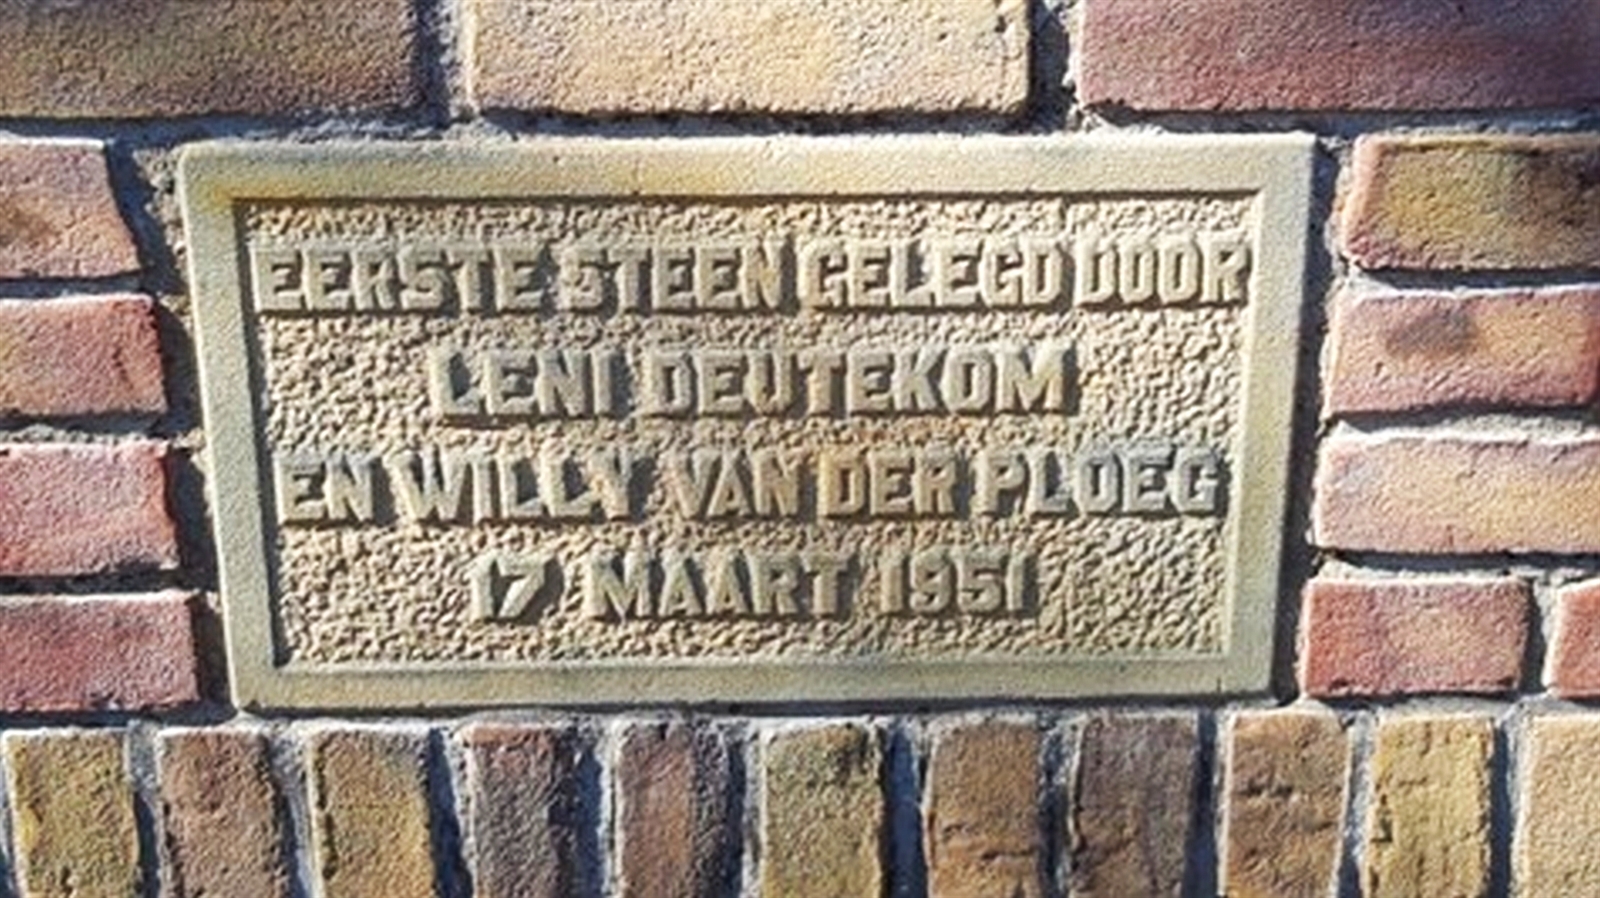 EERSTE STEEN GELEGD DOOR
LENI DEUTEKOM
EN WILLY VAN DER PLOEG
17 MAART 1951